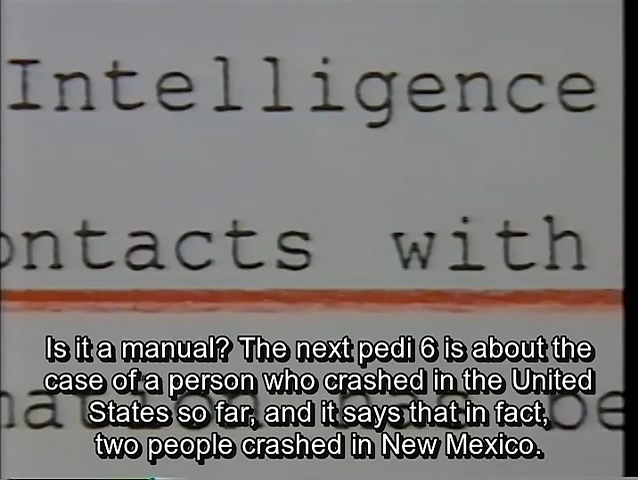 Intelligence
ontacts with
Is it a manual? The next pedi 6 is about the
case of a person who crashed in the United
States so far, and it says that in fact,
two people crashed in New Mexico.